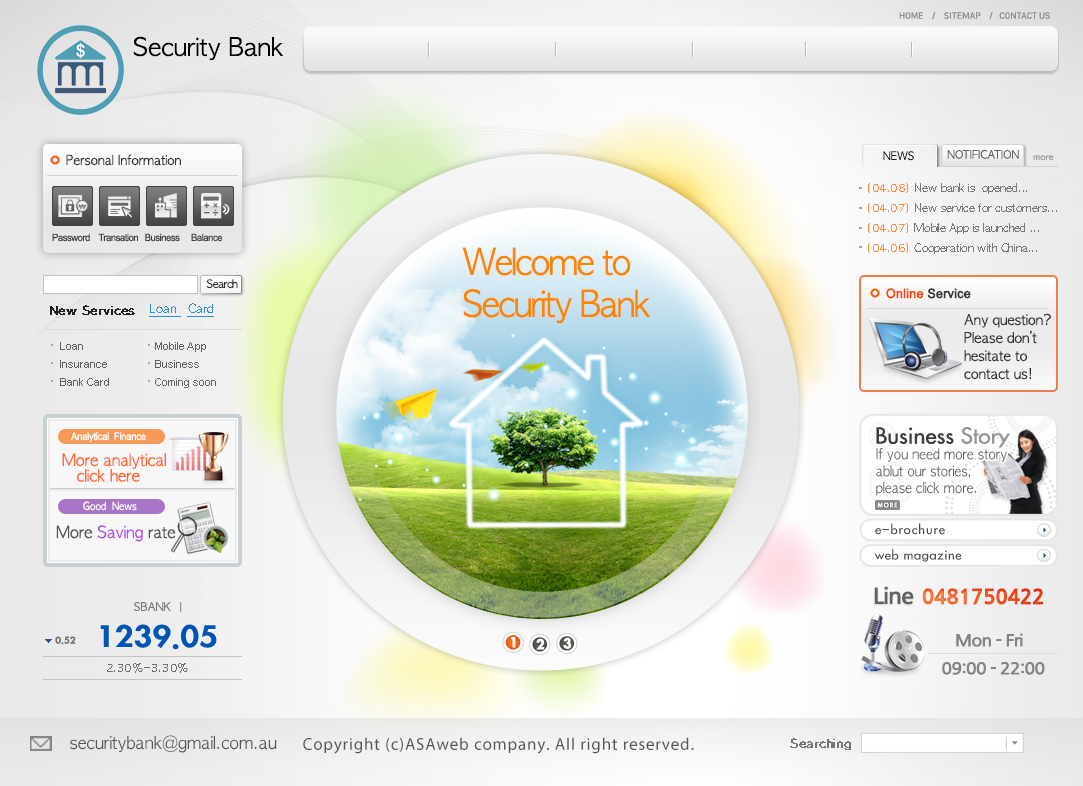 HOME / SITEMAP / CONTACT US
$
Security Bank
Personal Information
Password Transation Business Balance
Search
New Services Loan Card
· Loan
· Insurance
· Bank Card
· Mobile App
· Business
· Coming soon
Analytical Finance
More analytical
click here
Good News
More Saving rate
SBANK |
0,52
1239.05
2.30%-3.30%
Welcome to
Security Bank
1 2 3
NEWS NOTIFICATION more
- (04.08) New bank is opened...
- (04.07) New service for customers...
- (04.07) Mobile App is launched ...
- (04.06) Cooperation with China...
Online Service
Any question?
Please don't
hesitate to
contact us!
Business Story
If you need more story
ablut our stories,
please click more.
MORE
e-brochure
web magazine
Line 0481750422
Mon - Fri
09:00 - 22:00
securitybank@gmail.com.au
Copyright (c)ASAweb company. All right reserved.
Searching